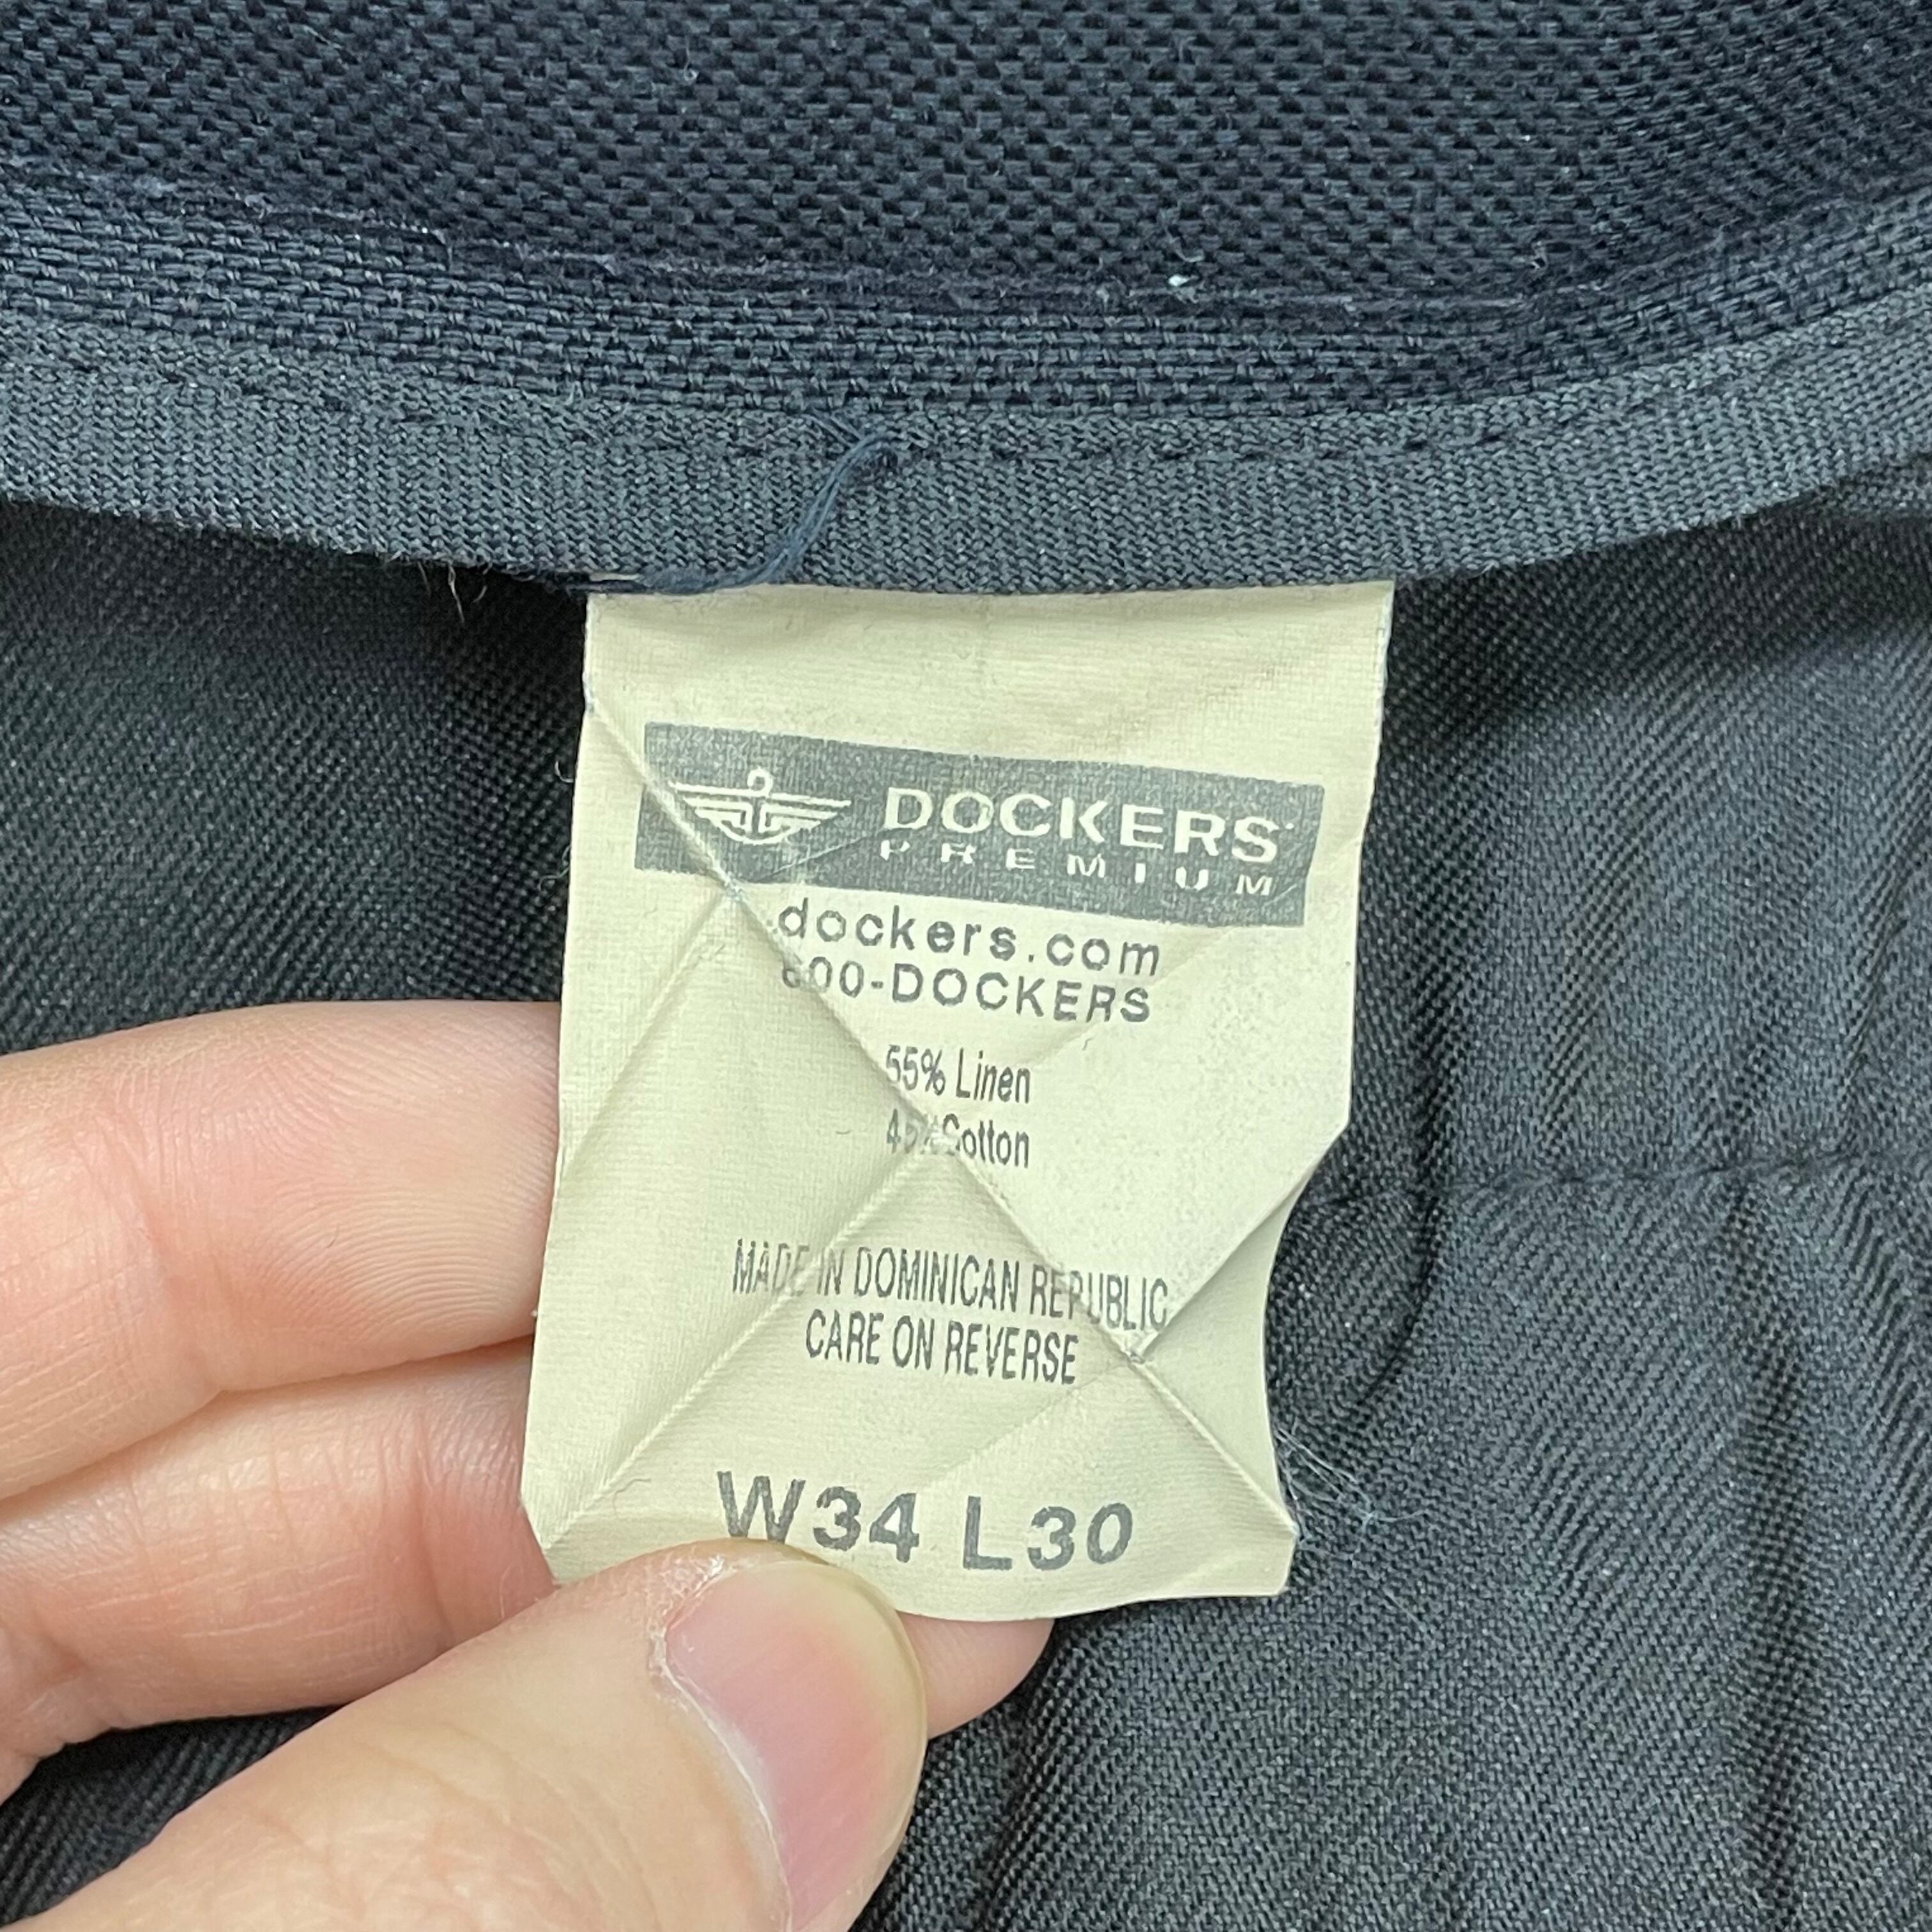 DOCKERS
PREMIUM
dockers.com
800-DOCKERS
55% Linen
45% Cotton
MADE IN DOMINICAN REPUBLIC
CARE ON REVERSE
W34 L30